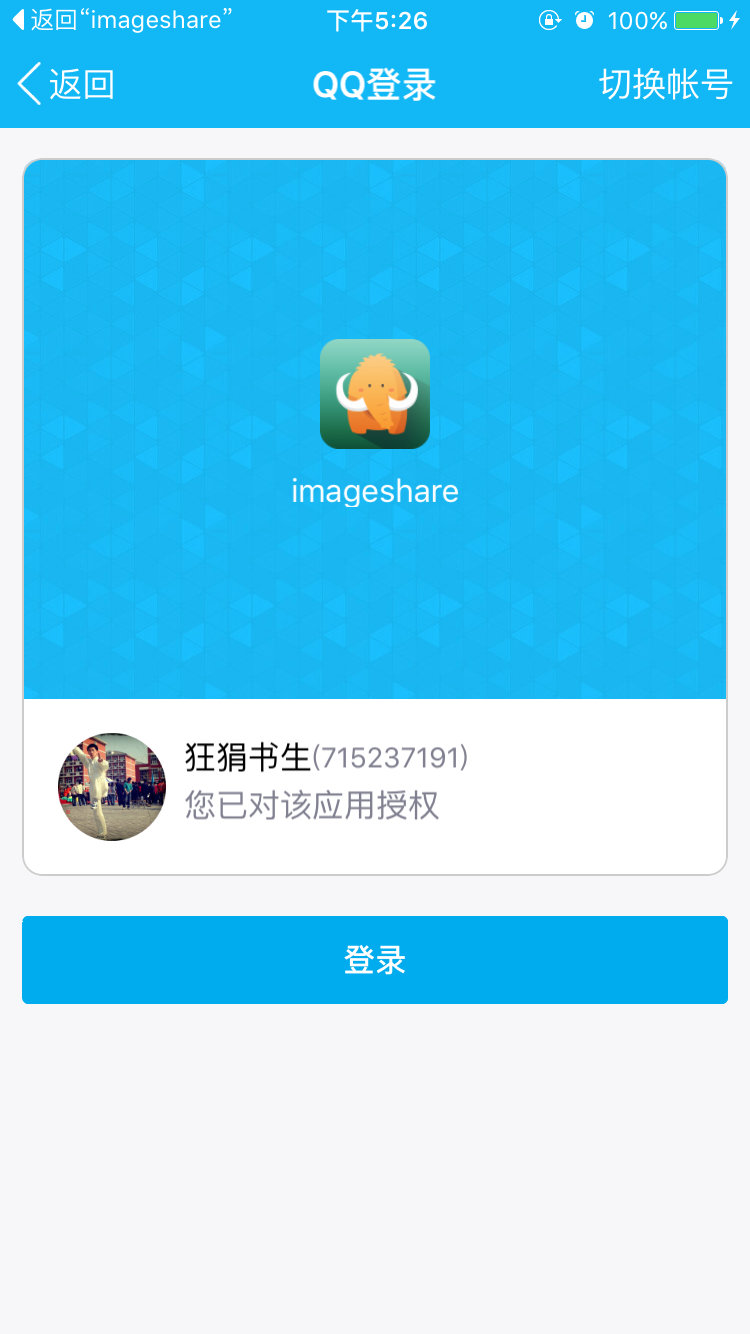 返回“imageshare”
下午5:26
100%
返回
QQ登录
切换帐号
imageshare
狂狷书生(715237191)
您已对该应用授权
登录